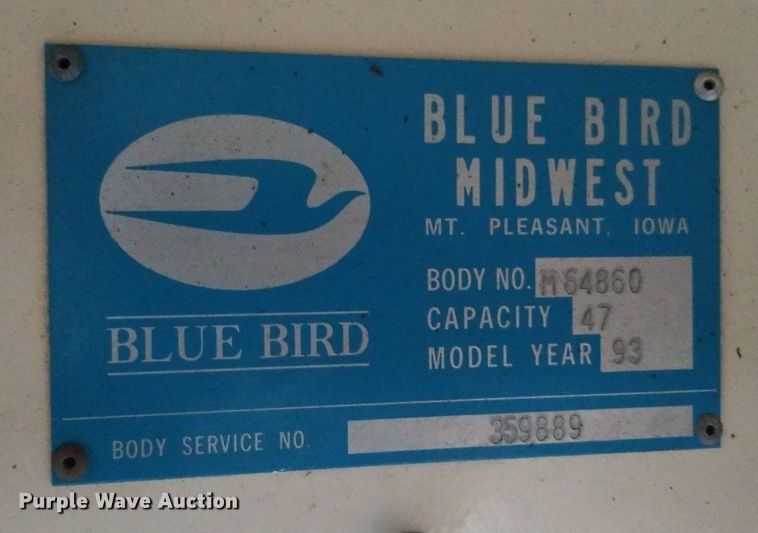 BLUE BIRD
MIDWEST
MT. PLEASANT, IOWA
BODY NO. M64860
CAPACITY 47
MODEL YEAR 93
BLUE BIRD
BODY SERVICE NO. 359889
Purple Wave Auction